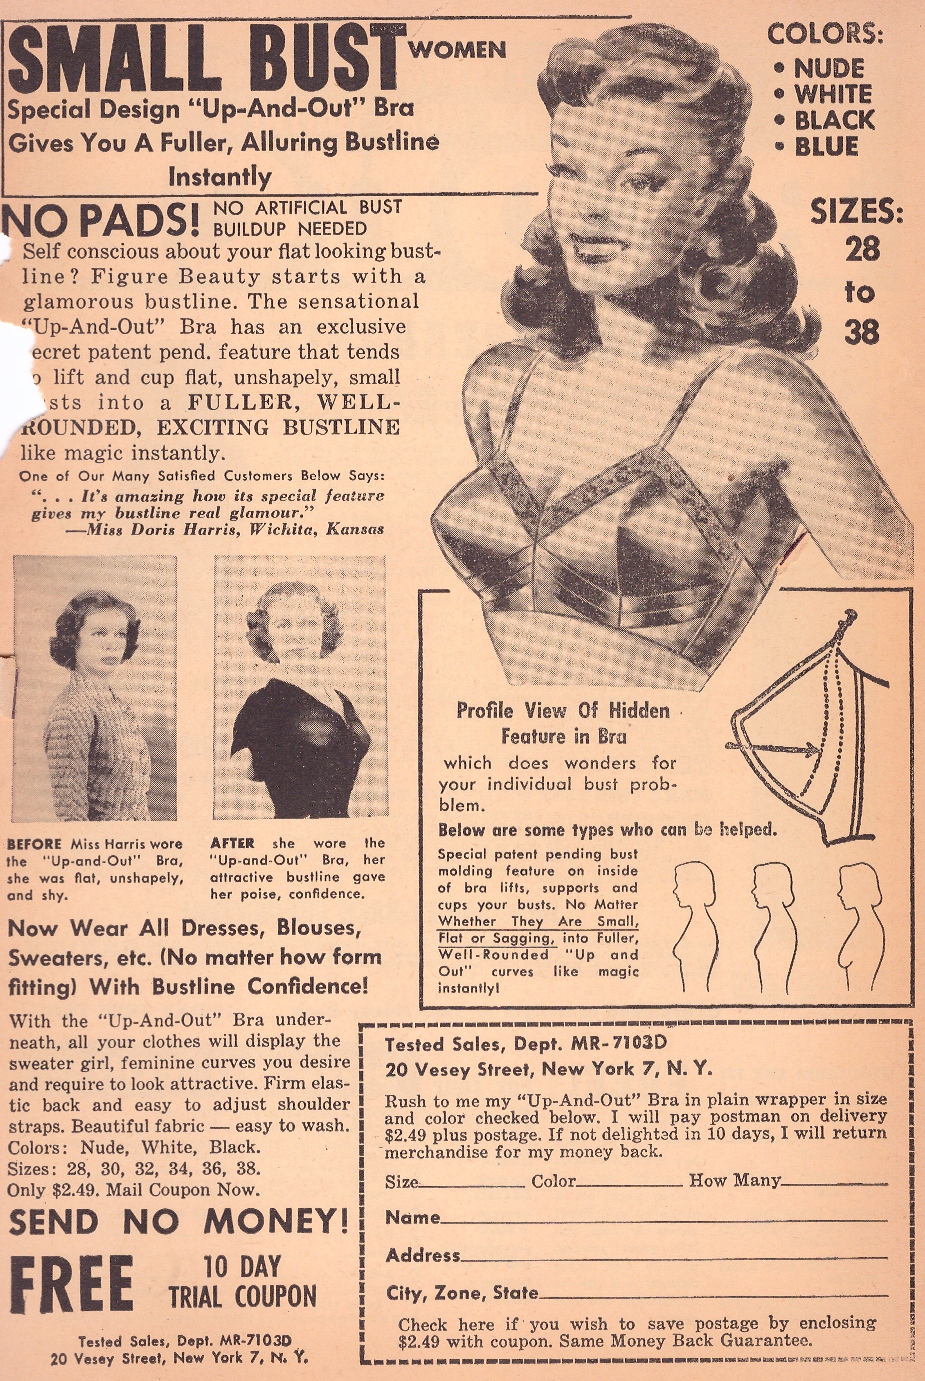 SMALL BUST WOMEN
Special Design "Up-And-Out" Bra
Gives You A Fuller, Alluring Bustline
Instantly
COLORS:
• NUDE
• WHITE
• BLACK
• BLUE
SIZES:
28
to
38
NO PADS! NO ARTIFICIAL BUST
BUILDUP NEEDED
Self conscious about your flat looking bust-
line? Figure Beauty starts with a
glamorous bustline. The sensational
"Up-And-Out" Bra has an exclusive
ecret patent pend. feature that tends
o lift and cup flat, unshapely, small
sts into a FULLER, WELL-
ROUNDED, EXCITING BUSTLINE
like magic instantly.
One of Our Many Satisfied Customers Below Says:
". . . It's amazing how its special feature
gives my bustline real glamour."
—Miss Doris Harris, Wichita, Kansas
BEFORE Miss Harris wore
the "Up-and-Out" Bra,
she was flat, unshapely,
and shy.
AFTER she wore the
"Up-and-Out" Bra, her
attractive bustline gave
her poise, confidence.
Profile View Of Hidden
Feature in Bra
which does wonders for
your individual bust prob-
blem.
Below are some types who can be helped.
Special patent pending bust
molding feature on inside
of bra lifts, supports and
cups your busts. No Matter
Whether They Are Small,
Flat or Sagging, into Fuller,
Well-Rounded "Up and
Out" curves like magic
instantly!
Now Wear All Dresses, Blouses,
Sweaters, etc. (No matter how form
fitting) With Bustline Confidence!
With the "Up-And-Out" Bra under-
neath, all your clothes will display the
sweater girl, feminine curves you desire
and require to look attractive. Firm elas-
tic back and easy to adjust shoulder
straps. Beautiful fabric — easy to wash.
Colors: Nude, White, Black.
Sizes: 28, 30, 32, 34, 36, 38.
Only $2.49. Mail Coupon Now.
SEND NO MONEY!
FREE 10 DAY
TRIAL COUPON
Tested Sales, Dept. MR-7103D
20 Vesey Street, New York 7, N. Y.
Tested Sales, Dept. MR-7103D
20 Vesey Street, New York 7, N. Y.
Rush to me my "Up-And-Out" Bra in plain wrapper in size
and color checked below. I will pay postman on delivery
$2.49 plus postage. If not delighted in 10 days, I will return
merchandise for my money back.
Size Color How Many
Name
Address
City, Zone, State
Check here if you wish to save postage by enclosing
$2.49 with coupon. Same Money Back Guarantee.